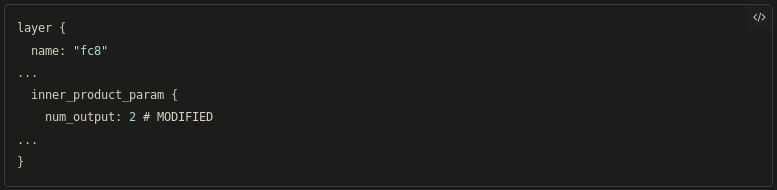 layer {
  name: "fc8"
...
  inner_product_param {
    num_output: 2 # MODIFIED
...
}